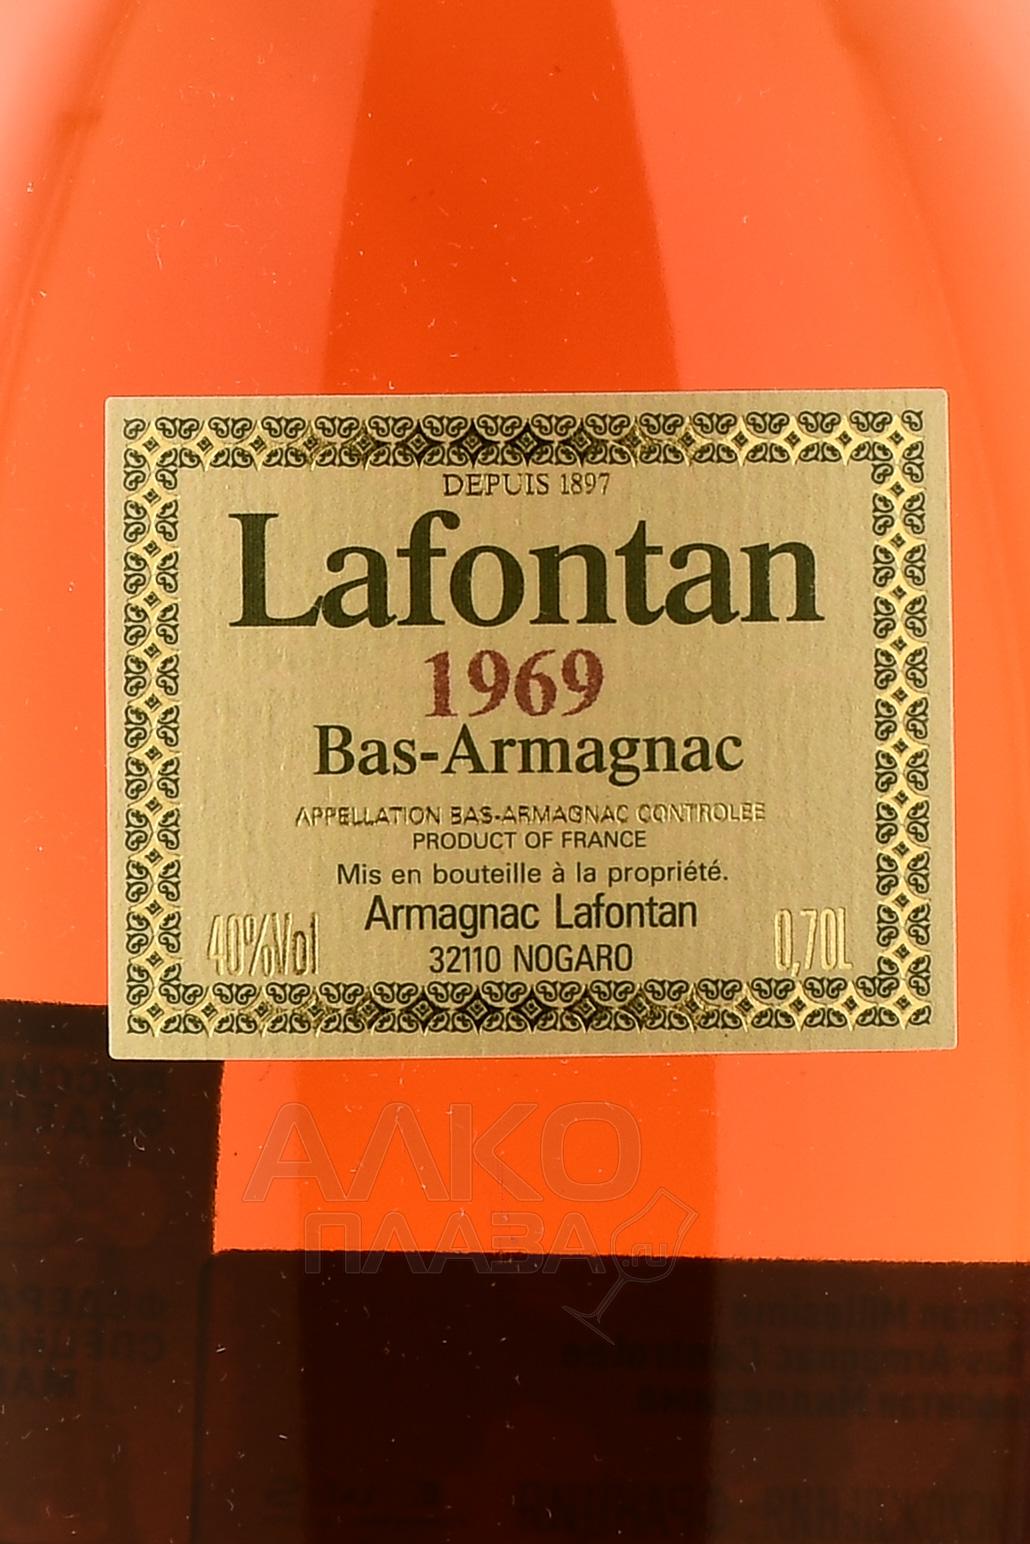 DEPUIS 1897
Lafontan
1969
Bas-Armagnac
APPELLATION BAS-ARMAGNAC CONTROLÉE
PRODUCT OF FRANCE
Mis en bouteille à la propriété.
Armagnac Lafontan
40%Vol
0,70L
32110 NOGARO
АЛКО
ПЛАЗА
.ru